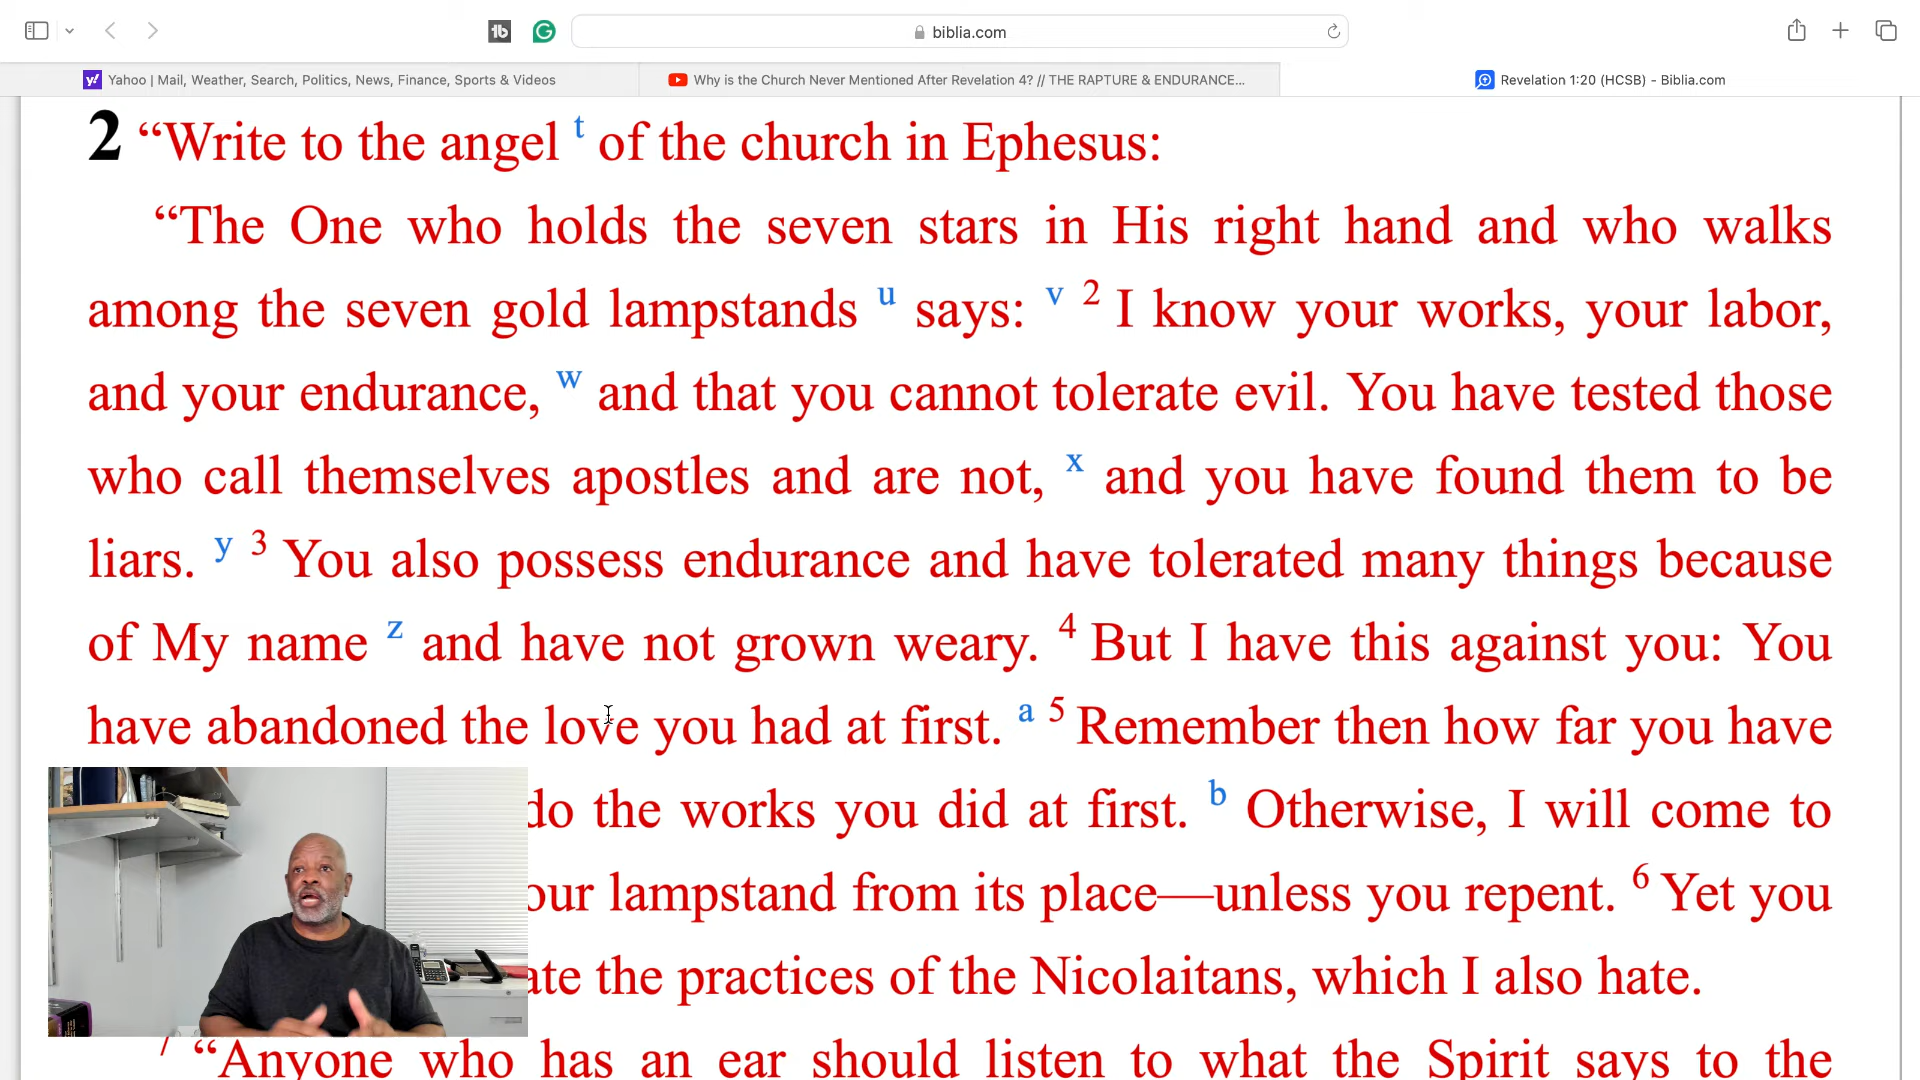 biblia.com
Yahoo | Mail, Weather, Search, Politics, News, Finance, Sports & Videos
Why is the Church Never Mentioned After Revelation 4? // THE RAPTURE & ENDURANCE...
Revelation 1:20 (HCSB) - Biblia.com
2 “Write to the angel t of the church in Ephesus:
“The One who holds the seven stars in His right hand and who walks
among the seven gold lampstands u says: v 2 I know your works, your labor,
and your endurance, w and that you cannot tolerate evil. You have tested those
who call themselves apostles and are not, x and you have found them to be
liars. y 3 You also possess endurance and have tolerated many things because
of My name z and have not grown weary. 4 But I have this against you: You
have abandoned the love you had at first. a 5 Remember then how far you have
do the works you did at first. b Otherwise, I will come to
our lampstand from its place—unless you repent. 6 Yet you
ate the practices of the Nicolaitans, which I also hate.
7 “Anyone who has an ear should listen to what the Spirit says to the